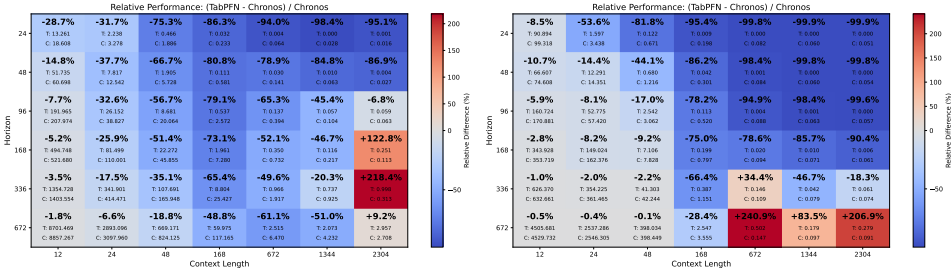 Relative Performance: (TabPFN - Chronos) / Chronos
-28.7% -31.7% -75.3% -86.3% -94.0% -98.4% -95.1%
T: 13.261 T: 2.238 T: 0.466 T: 0.032 T: 0.004 T: 0.000 T: 0.001
C: 18.608 C: 3.278 C: 1.886 C: 0.233 C: 0.064 C: 0.028 C: 0.018
-14.8% -37.7% -66.7% -80.8% -78.9% -84.8% -86.9%
T: 51.735 T: 7.817 T: 1.905 T: 0.111 T: 0.030 T: 0.010 T: 0.004
C: 60.698 C: 12.542 C: 5.728 C: 0.581 C: 0.141 C: 0.063 C: 0.027
-7.7% -32.6% -56.7% -79.1% -65.3% -45.4% -6.8%
T: 191.965 T: 26.152 T: 8.681 T: 0.537 T: 0.137 T: 0.057 T: 0.059
C: 207.974 C: 38.827 C: 20.064 C: 2.572 C: 0.394 C: 0.104 C: 0.063
-5.2% -25.9% -51.4% -73.1% -52.1% -46.7% +122.8%
T: 494.748 T: 81.499 T: 22.272 T: 1.961 T: 0.350 T: 0.116 T: 0.251
C: 521.680 C: 110.001 C: 45.855 C: 7.280 C: 0.732 C: 0.217 C: 0.113
-3.5% -17.5% -35.1% -65.4% -49.6% -20.3% +218.4%
T: 1354.728 T: 341.901 T: 107.691 T: 8.804 T: 0.966 T: 0.737
C: 1403.554 C: 414.471 C: 165.948 C: 25.427 C: 1.917 C: 0.925
-1.8% -6.6% -18.8% -48.8% -61.1% -51.0% +9.2%
T: 8701.469 T: 2893.096 T: 669.171 T: 59.975 T: 2.515 T: 2.073 T: 2.957
C: 8857.267 C: 3097.960 C: 824.125 C: 117.165 C: 6.470 C: 4.232 C: 2.708
24
48
96
168
336
672
Horizon
12 24 48 168 672 1344 2304
Context Length
200
150
100
50
0
−50
Relative Difference (%)
Relative Performance: (TabPFN - Chronos) / Chronos
-8.5% -53.6% -81.8% -95.4% -99.8% -99.9% -99.9%
T: 90.894 T: 1.597 T: 0.122 T: 0.009 T: 0.000 T: 0.000 T: 0.000
C: 99.318 C: 3.438 C: 0.671 C: 0.198 C: 0.082 C: 0.080 C: 0.051
-10.7% -14.4% -44.1% -86.2% -98.4% -99.9% -99.9%
T: 66.607 T: 12.291 T: 0.680 T: 0.042 T: 0.001 T: 0.000 T: 0.000
C: 74.608 C: 14.351 C: 1.216 C: 0.301 C: 0.084 C: 0.080 C: 0.054
-5.9% -8.1% -17.0% -78.2% -94.9% -98.4% -99.6%
T: 160.724 T: 52.775 T: 2.542 T: 0.113 T: 0.004 T: 0.001 T: 0.000
C: 170.881 C: 57.420 C: 3.062 C: 0.510 C: 0.088 C: 0.063 C: 0.057
-2.8% -8.2% -9.2% -75.0% -78.6% -85.7% -90.4%
T: 343.928 T: 149.024 T: 7.106 T: 0.199 T: 0.020 T: 0.010 T: 0.006
C: 353.719 C: 162.376 C: 7.828 C: 0.797 C: 0.094 C: 0.071 C: 0.061
-1.0% -2.0% -2.2% -66.4% +34.4% -46.7% -18.3%
T: 626.370 T: 354.225 T: 41.303 T: 0.387 T: 0.146 T: 0.042 T: 0.061
C: 632.660 C: 361.465 C: 42.244 C: 1.151 C: 0.109 C: 0.079 C: 0.074
-0.5% -0.4% -0.1% -28.4% +240.9% +83.5% +206.9%
T: 4505.681 T: 2537.286 T: 398.034 T: 2.547 T: 0.179 T: 0.279
C: 4529.732 C: 2546.305 C: 398.449 C: 3.555 C: 0.147 C: 0.097 C: 0.091
24
48
96
168
336
672
Horizon
12 24 48 168 672 1344 2304
Context Length
200
150
100
50
0
−50
Relative Difference (%)